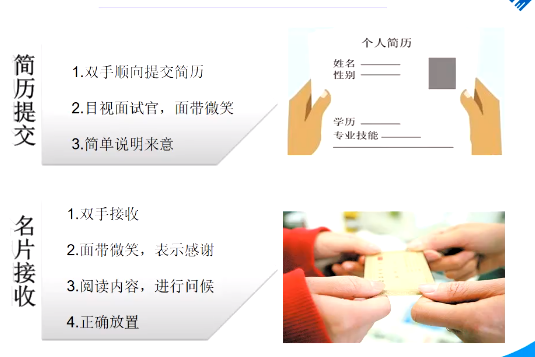 简历提交
1.双手顺向提交简历
2.目视面试官，面带微笑
3.简单说明来意
个人简历
姓名
性别
学历
专业技能
名片接收
1.双手接收
2.面带微笑，表示感谢
3.阅读内容，进行问候
4.正确放置